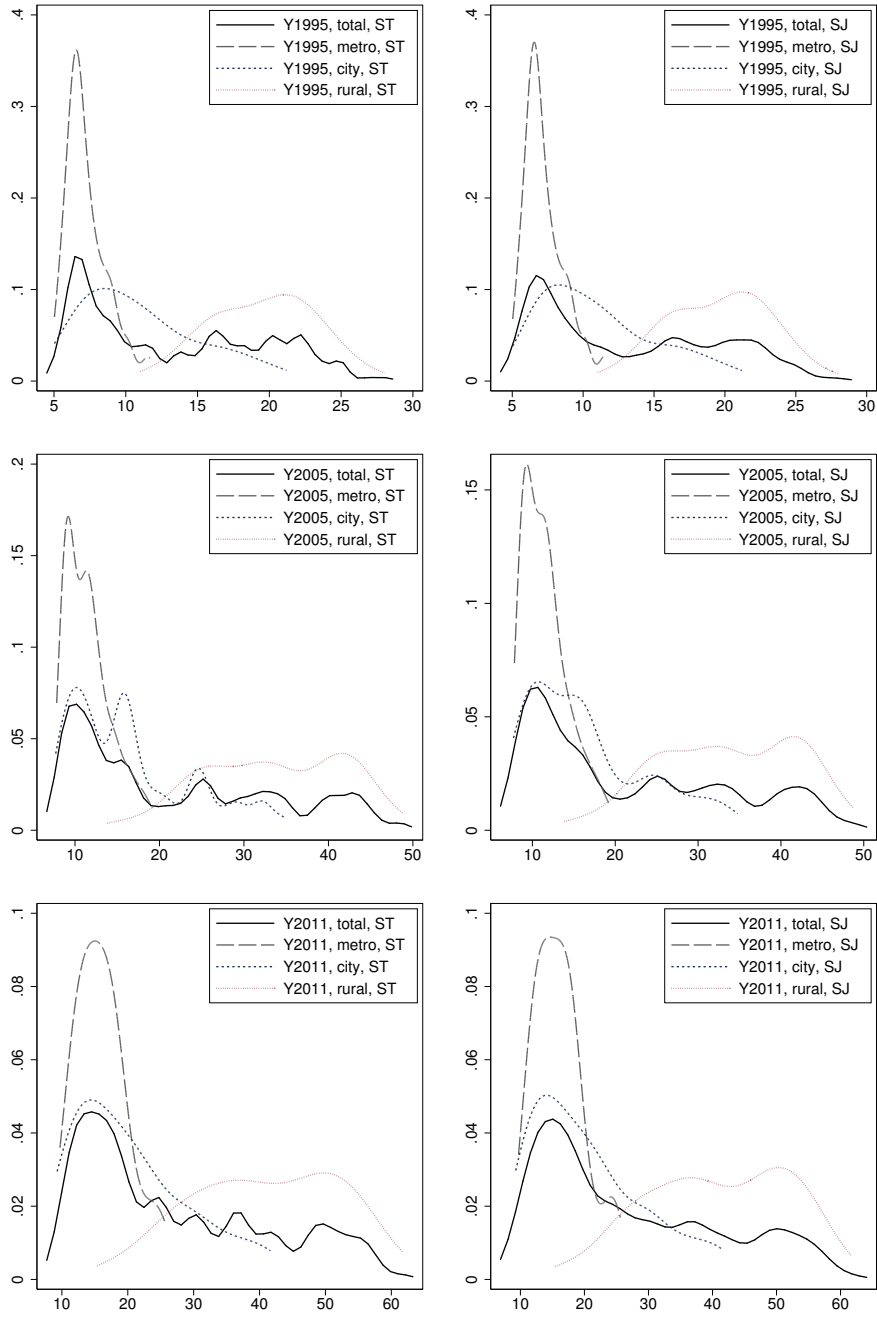 Y1995, total, ST
Y1995, metro, ST
Y1995, city, ST
Y1995, rural, ST
0 .1 .2 .3 .4
5 10 15 20 25 30
Y1995, total, SJ
Y1995, metro, SJ
Y1995, city, SJ
Y1995, rural, SJ
0 .1 .2 .3 .4
5 10 15 20 25 30
Y2005, total, ST
Y2005, metro, ST
Y2005, city, ST
Y2005, rural, ST
0 .05 .1 .15 .2
10 20 30 40 50
Y2005, total, SJ
Y2005, metro, SJ
Y2005, city, SJ
Y2005, rural, SJ
0 .05 .1 .15
10 20 30 40 50
Y2011, total, ST
Y2011, metro, ST
Y2011, city, ST
Y2011, rural, ST
0 .02 .04 .06 .08 .1
10 20 30 40 50 60
Y2011, total, SJ
Y2011, metro, SJ
Y2011, city, SJ
Y2011, rural, SJ
0 .02 .04 .06 .08 .1
10 20 30 40 50 60